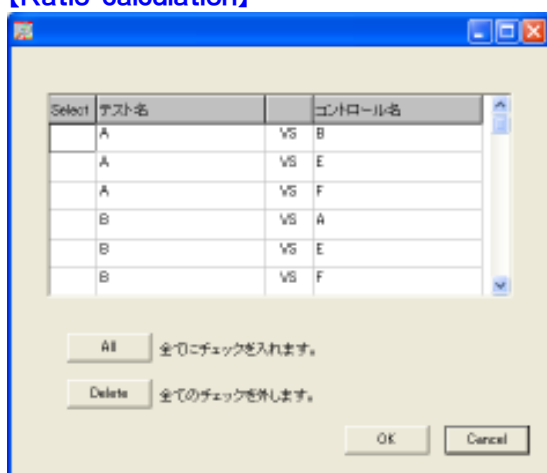 【Ratio calculation】
Select テスト名 コントロール名
A VS B
A VS E
A VS F
B VS A
B VS E
B VS F
All 全てにチェックを入れます。
Delete 全てのチェックを外します。
OK Cancel